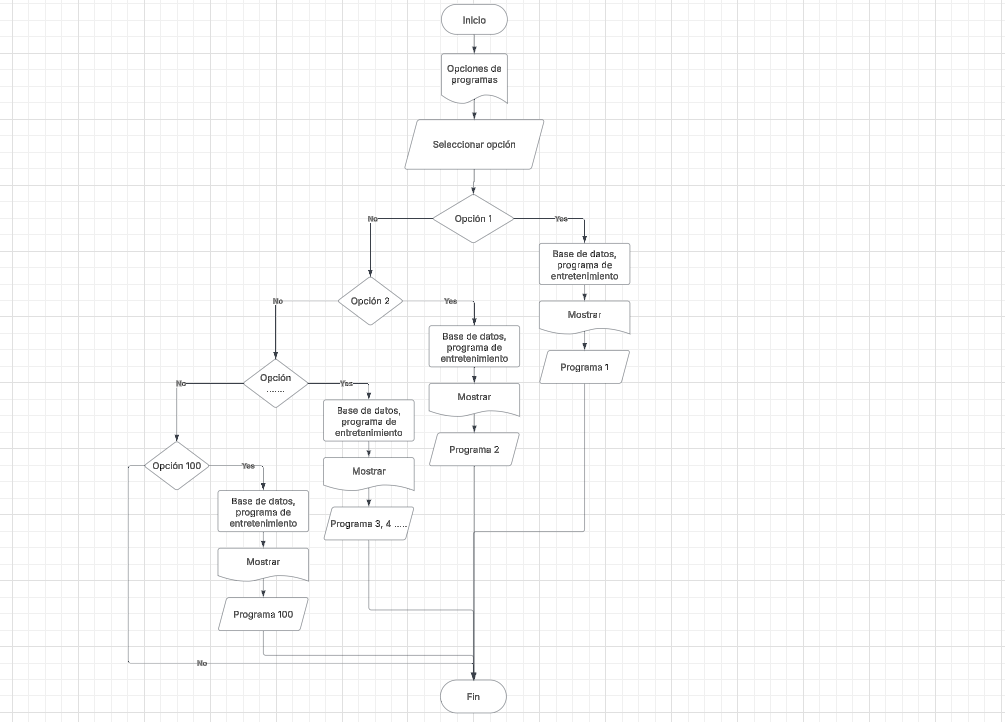 Inicio
Opciones de
programas
Seleccionar opción
Opción 1
No
Yes
Base de datos,
programa de
entretenimiento
Mostrar
Programa 1
Opción 2
No
Yes
Base de datos,
programa de
entretenimiento
Mostrar
Programa 2
Opción
.......
No
Yes
Base de datos,
programa de
entretenimiento
Mostrar
Programa 3, 4 .....
Opción 100
Yes
Base de datos,
programa de
entretenimiento
Mostrar
Programa 100
No
Fin